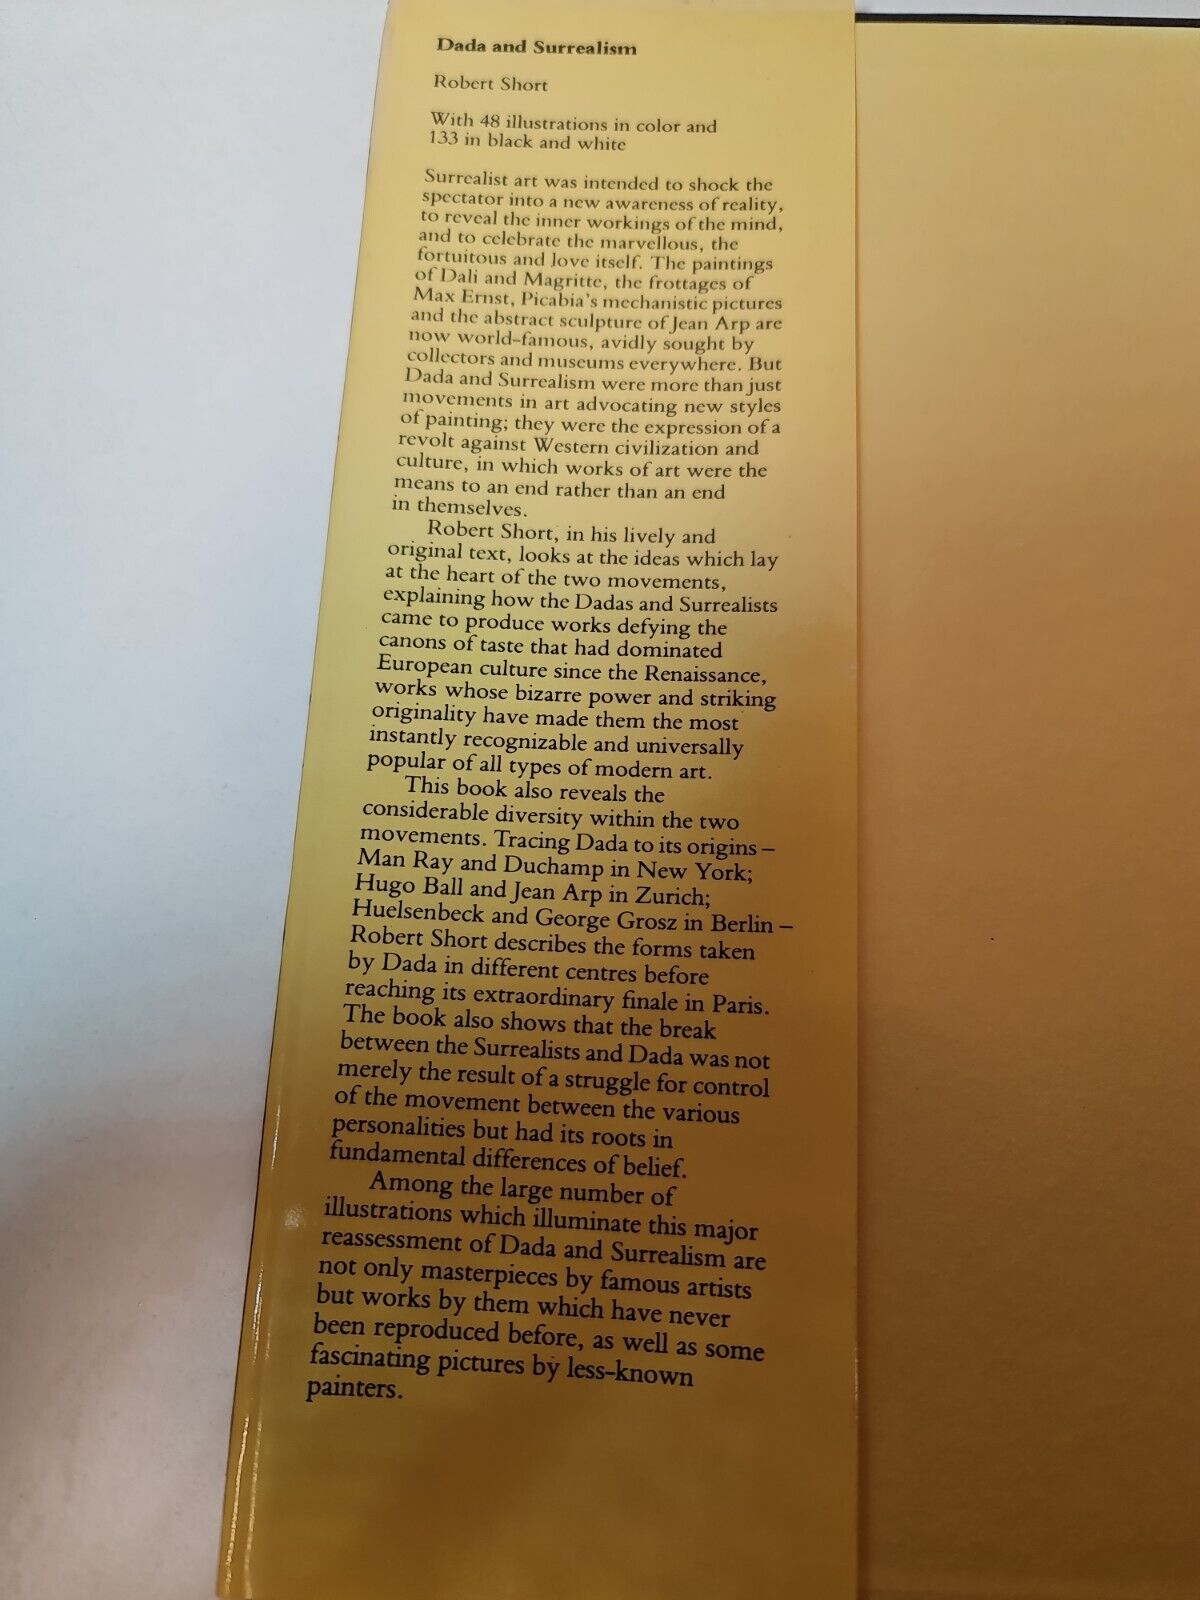 Dada and Surrealism
Robert Short
With 48 illustrations in color and
133 in black and white
Surrealist art was intended to shock the
spectator into a new awareness of reality,
to reveal the inner workings of the mind,
and to celebrate the marvellous, the
fortuitous and love itself. The paintings
of Dali and Magritte, the frottages of
Max Ernst, Picabia's mechanistic pictures
and the abstract sculpture of Jean Arp are
now world-famous, avidly sought by
collectors and museums everywhere. But
Dada and Surrealism were more than just
movements in art advocating new styles
of painting; they were the expression of a
revolt against Western civilization and
culture, in which works of art were the
means to an end rather than an end
in themselves.
Robert Short, in his lively and
original text, looks at the ideas which lay
at the heart of the two movements,
explaining how the Dadas and Surrealists
came to produce works defying the
canons of taste that had dominated
European culture since the Renaissance,
works whose bizarre power and striking
originality have made them the most
instantly recognizable and universally
popular of all types of modern art.
This book also reveals the
considerable diversity within the two
movements. Tracing Dada to its origins –
Man Ray and Duchamp in New York;
Hugo Ball and Jean Arp in Zurich;
Huelsenbeck and George Grosz in Berlin –
Robert Short describes the forms taken
by Dada in different centres before
reaching its extraordinary finale in Paris.
The book also shows that the break
between the Surrealists and Dada was not
merely the result of a struggle for control
of the movement between the various
personalities but had its roots in
fundamental differences of belief.
Among the large number of
illustrations which illuminate this major
reassessment of Dada and Surrealism are
not only masterpieces by famous artists
but works by them which have never
been reproduced before, as well as some
fascinating pictures by less-known
painters.